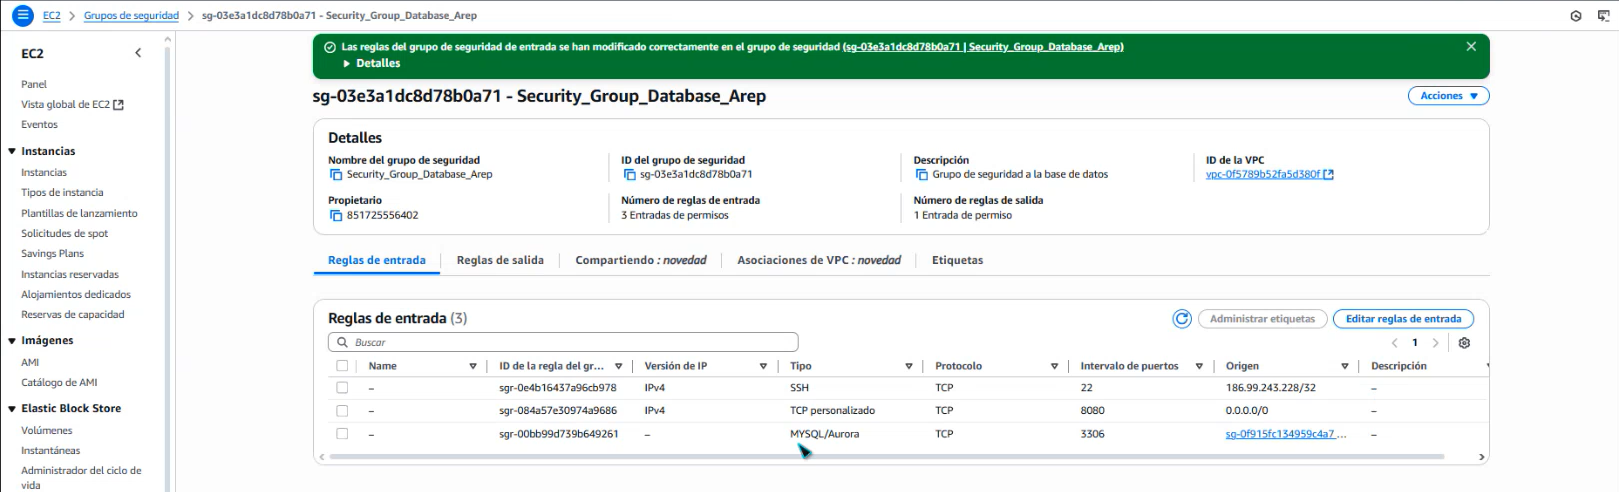 EC2 > Grupos de seguridad > sg-03e3a1dc8d78b0a71 - Security_Group_Database_Arep
EC2
Panel
Vista global de EC2
Eventos
Instancias
Instancias
Tipos de instancia
Plantillas de lanzamiento
Solicitudes de spot
Savings Plans
Instancias reservadas
Alojamientos dedicados
Reservas de capacidad
Imágenes
AMI
Catálogo de AMI
Elastic Block Store
Volúmenes
Instantáneas
Administrador del ciclo de
vida
Las reglas del grupo de seguridad de entrada se han modificado correctamente en el grupo de seguridad (sg-03e3a1dc8d78b0a71 | Security_Group_Database_Arep)
Detalles
sg-03e3a1dc8d78b0a71 - Security_Group_Database_Arep
Acciones
Detalles
Nombre del grupo de seguridad
Security_Group_Database_Arep
ID del grupo de seguridad
sg-03e3a1dc8d78b0a71
Descripción
Grupo de seguridad a la base de datos
ID de la VPC
vpc-0f5789b52fa5d380f
Propietario
851725556402
Número de reglas de entrada
3 Entradas de permisos
Número de reglas de salida
1 Entrada de permiso
Reglas de entrada Reglas de salida Compartiendo : novedad Asociaciones de VPC : novedad Etiquetas
Reglas de entrada (3)
Administrar etiquetas Editar reglas de entrada
Buscar
1
Name ID de la regla del gr... Versión de IP Tipo Protocolo Intervalo de puertos Origen Descripción
– sgr-0e4b16437a96cb978 IPv4 SSH TCP 22 186.99.243.228/32 –
– sgr-084a57e30974a9686 IPv4 TCP personalizado TCP 8080 0.0.0.0/0 –
– sgr-00bb99d739b649261 – MYSQL/Aurora TCP 3306 sg-0f915fc134959c4a7 ... –